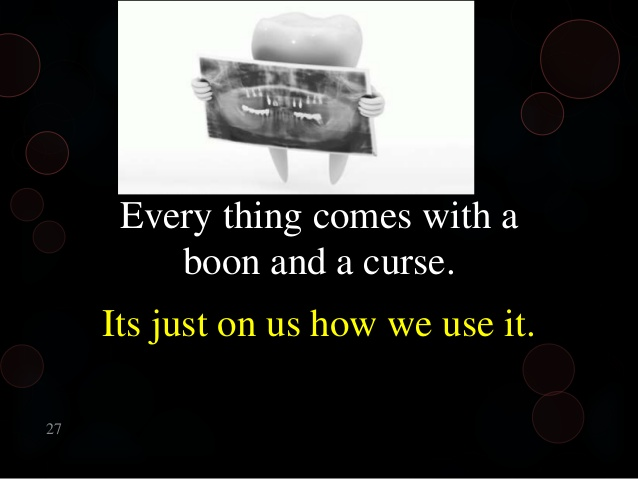 Every thing comes with a
boon and a curse.
Its just on us how we use it.
27